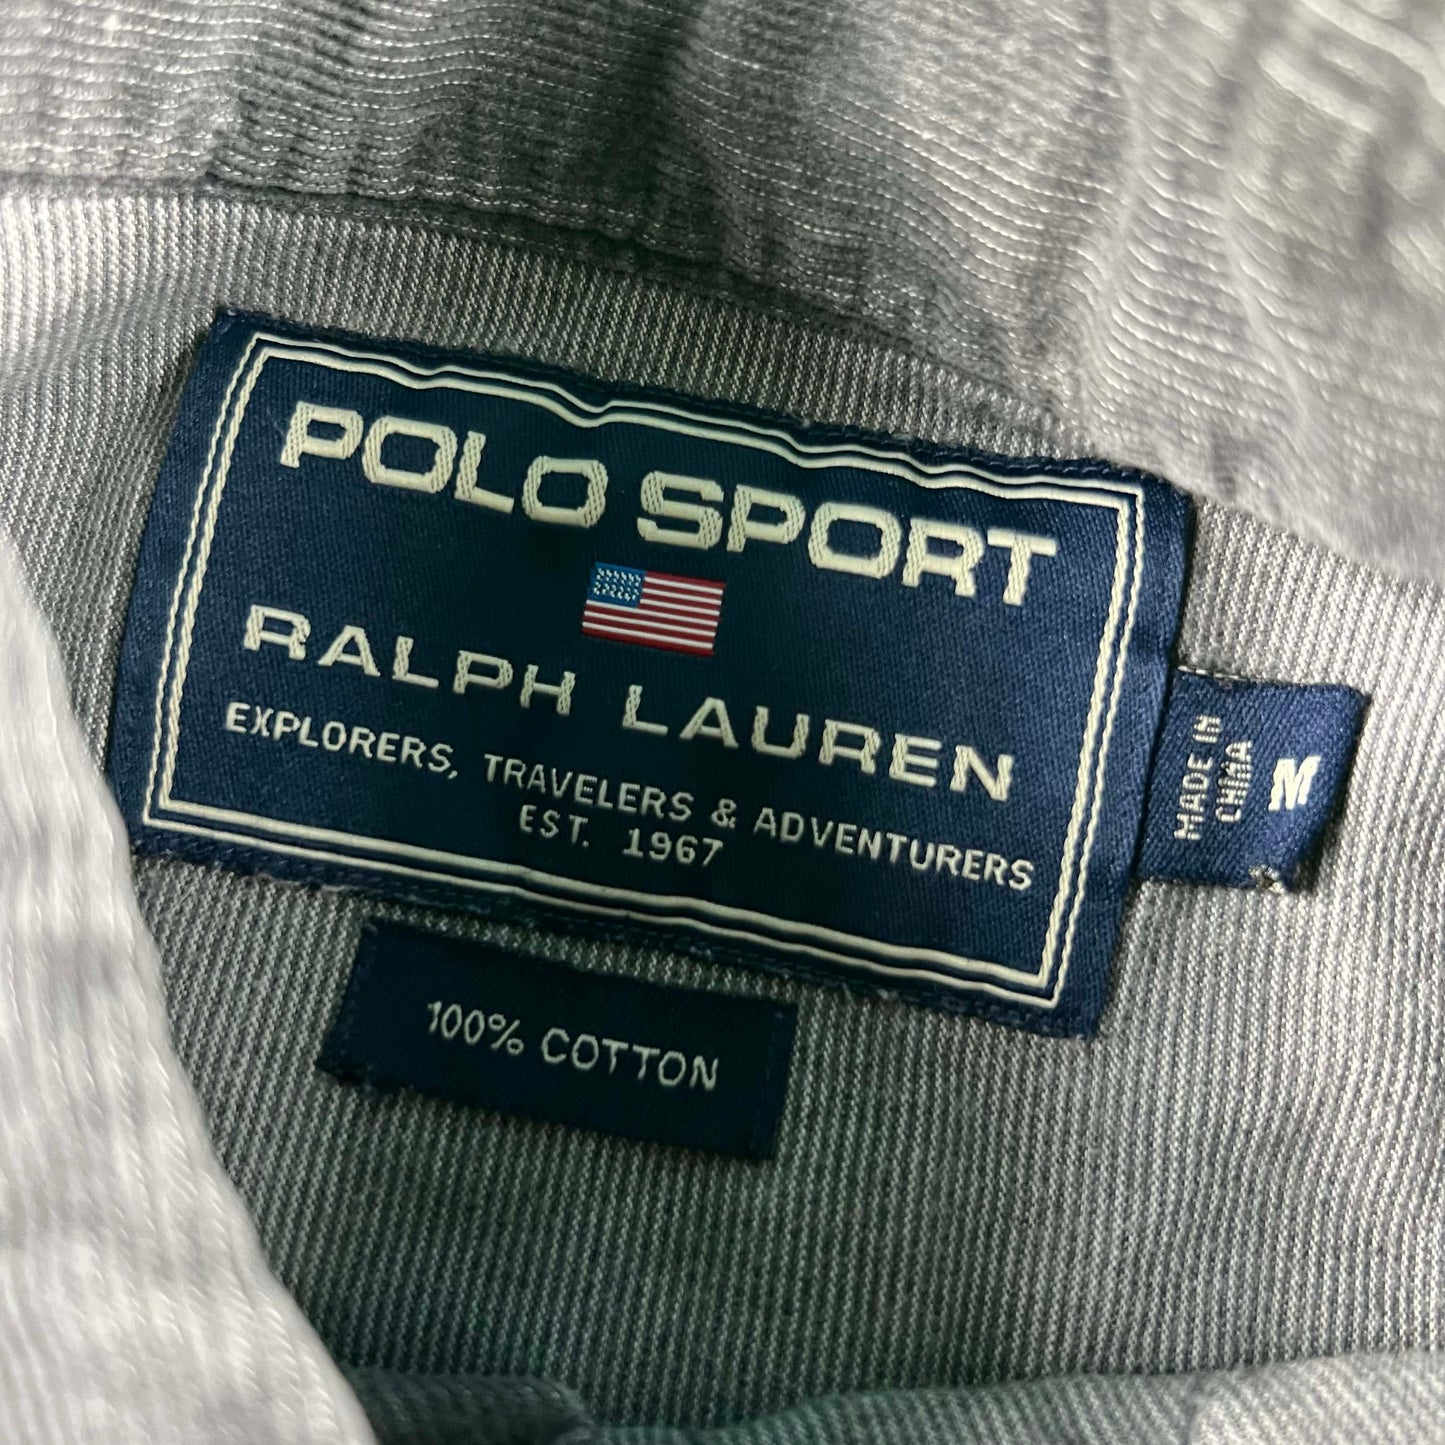 POLO SPORT
RALPH LAUREN
EXPLORERS, TRAVELERS & ADVENTURERS
EST. 1967
MADE IN
CHINA
M
100% COTTON